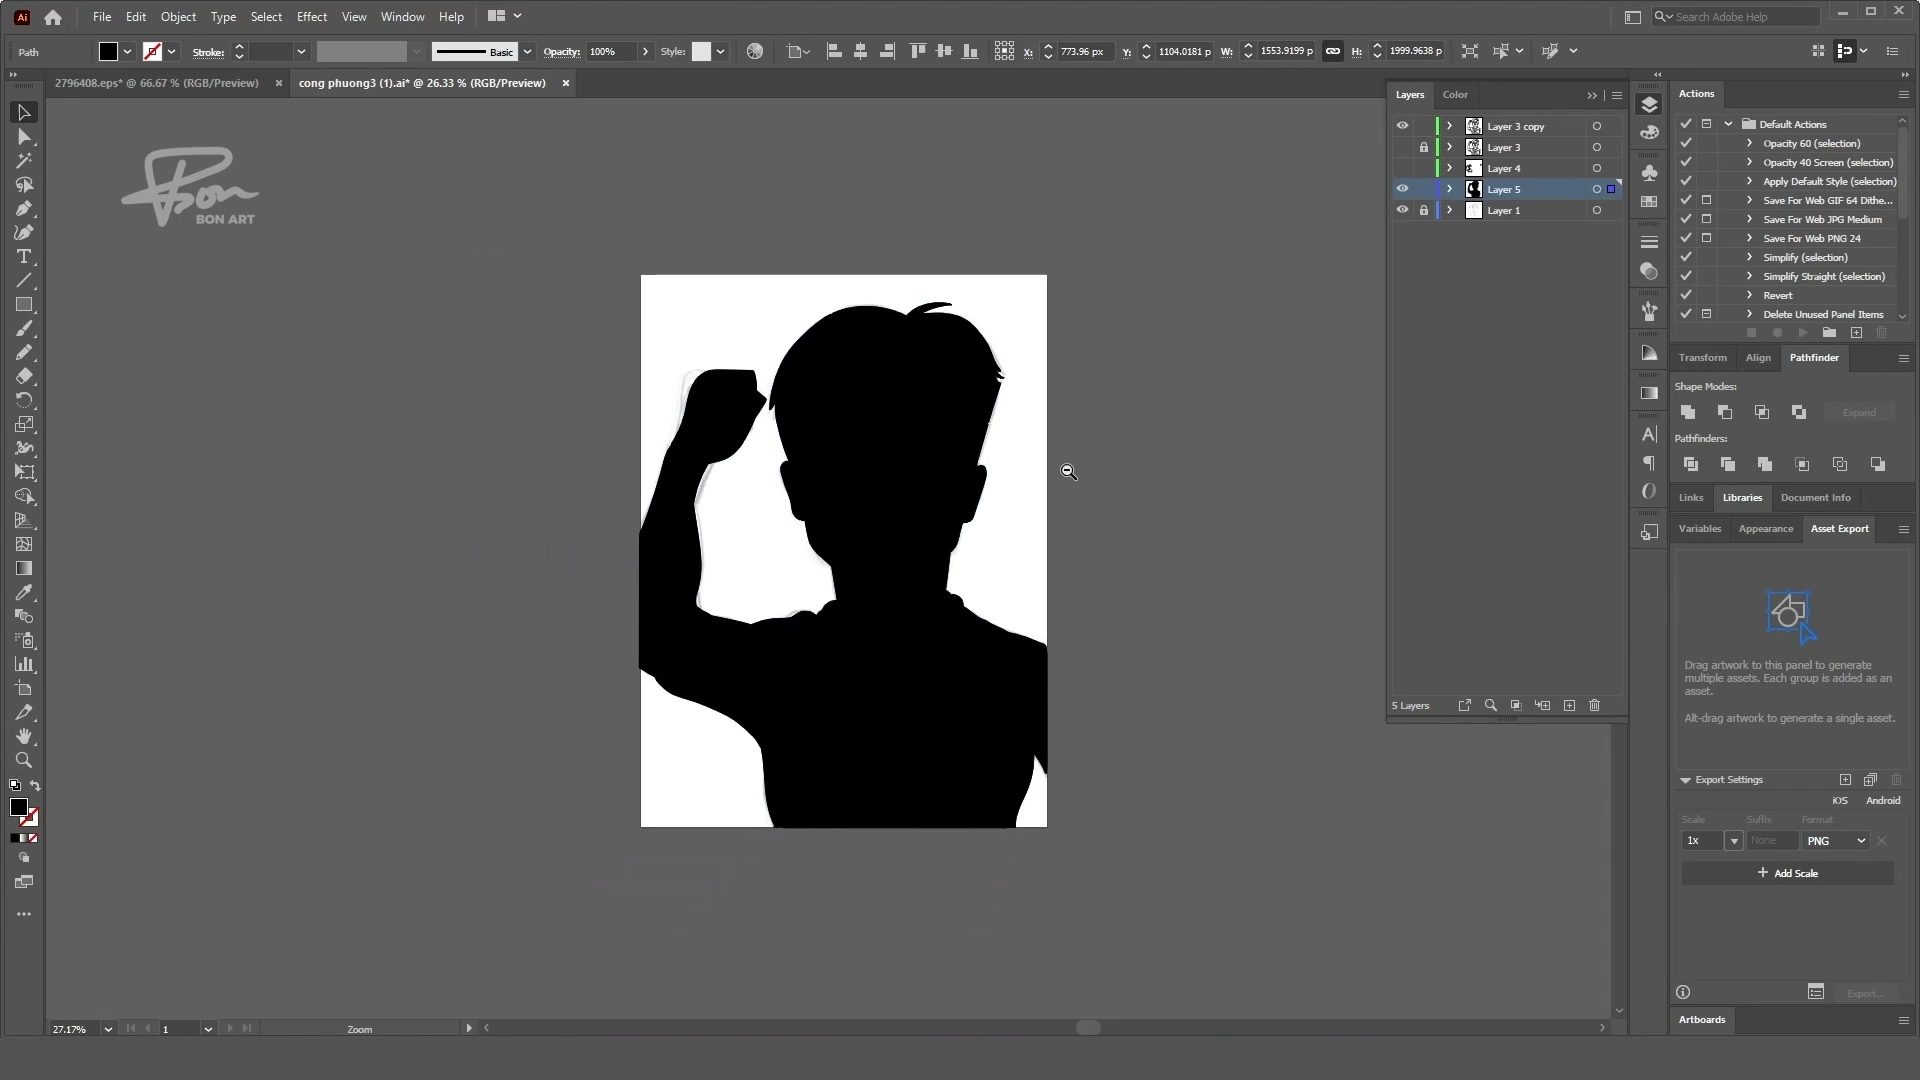 Ai
File Edit Object Type Select Effect View Window Help
Search Adobe Help
Path Stroke: Basic Opacity: 100% Style: X: 773.96 px Y: 1104.0181 p W: 1553.9199 p H: 1999.9638 p
2796408.eps* @ 66.67 % (RGB/Preview) cong phuong3 (1).ai* @ 26.33 % (RGB/Preview)
Bon
BON ART
Layers Color
Layer 3 copy
Layer 3
Layer 4
Layer 5
Layer 1
5 Layers
Actions
Default Actions
Opacity 60 (selection)
Opacity 40 Screen (selection)
Apply Default Style (selection)
Save For Web GIF 64 Dithe...
Save For Web JPG Medium
Save For Web PNG 24
Simplify (selection)
Simplify Straight (selection)
Revert
Delete Unused Panel Items
Transform Align Pathfinder
Shape Modes:
Expand
Pathfinders:
Links Libraries Document Info
Variables Appearance Asset Export
Drag artwork to this panel to generate
multiple assets. Each group is added as an
asset.
Alt-drag artwork to generate a single asset.
Export Settings
iOS Android
Scale Suffix Format
1x None PNG
+ Add Scale
Export...
Artboards
27.17% 1 Zoom